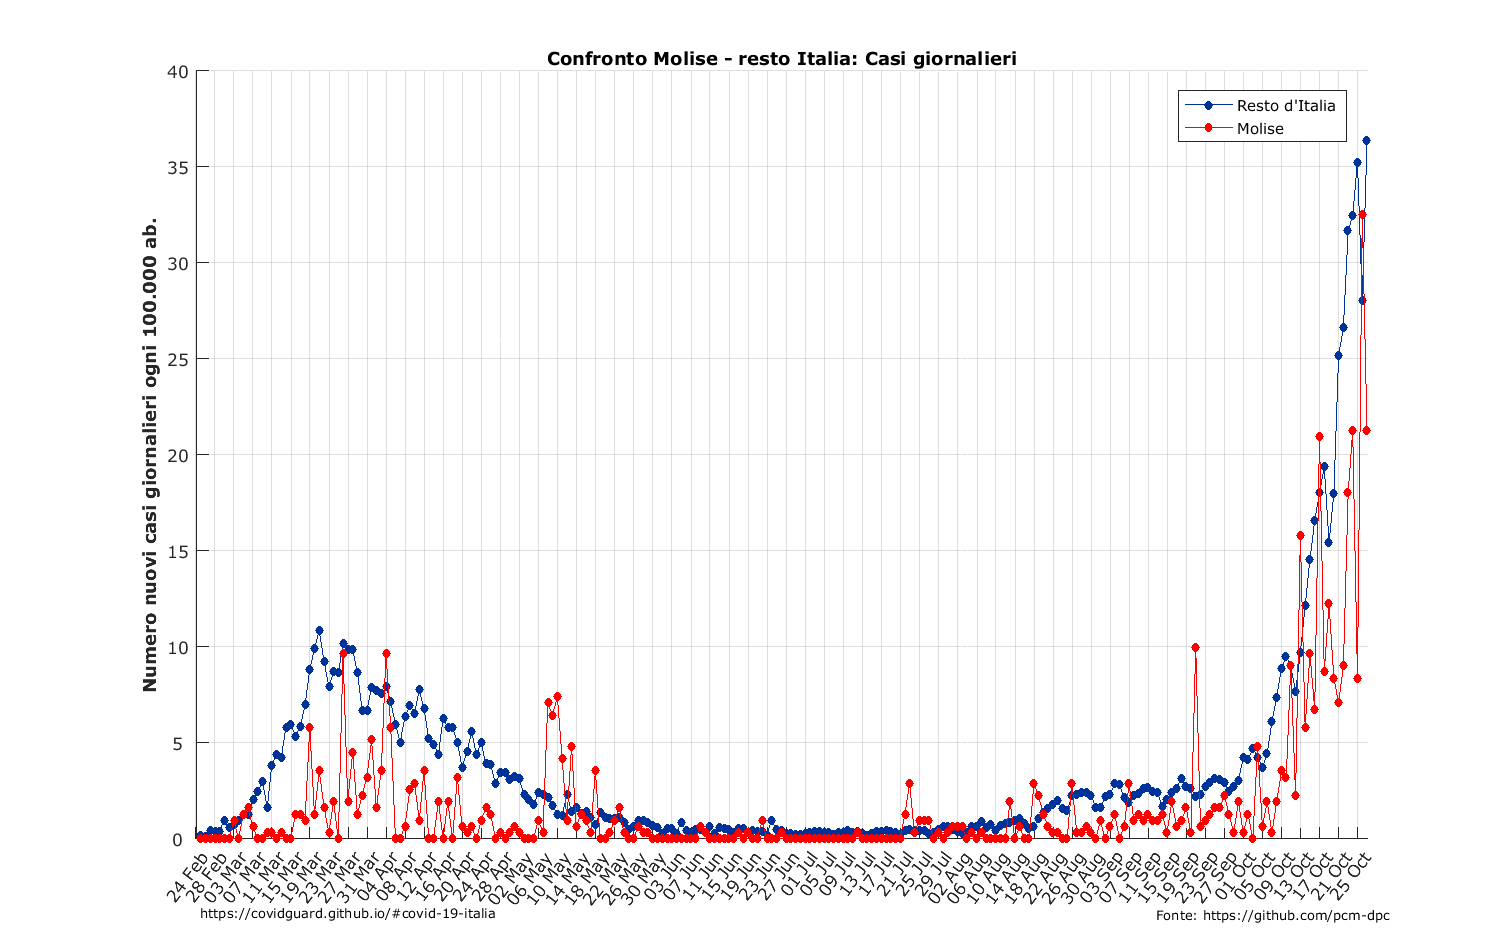 Confronto Molise - resto Italia: Casi giornalieri
Numero nuovi casi giornalieri ogni 100.000 ab.
40
35
30
25
20
15
10
5
0
Resto d'Italia
Molise
24 Feb
28 Feb
03 Mar
07 Mar
11 Mar
15 Mar
19 Mar
23 Mar
27 Mar
31 Mar
04 Apr
08 Apr
12 Apr
16 Apr
20 Apr
24 Apr
28 Apr
02 May
06 May
10 May
14 May
18 May
22 May
26 May
30 May
03 Jun
07 Jun
11 Jun
15 Jun
19 Jun
23 Jun
27 Jun
01 Jul
05 Jul
09 Jul
13 Jul
17 Jul
21 Jul
25 Jul
29 Jul
02 Aug
06 Aug
10 Aug
14 Aug
18 Aug
22 Aug
26 Aug
30 Aug
03 Sep
07 Sep
11 Sep
15 Sep
19 Sep
23 Sep
27 Sep
01 Oct
05 Oct
09 Oct
13 Oct
17 Oct
21 Oct
25 Oct
https://covidguard.github.io/#covid-19-italia
Fonte: https://github.com/pcm-dpc